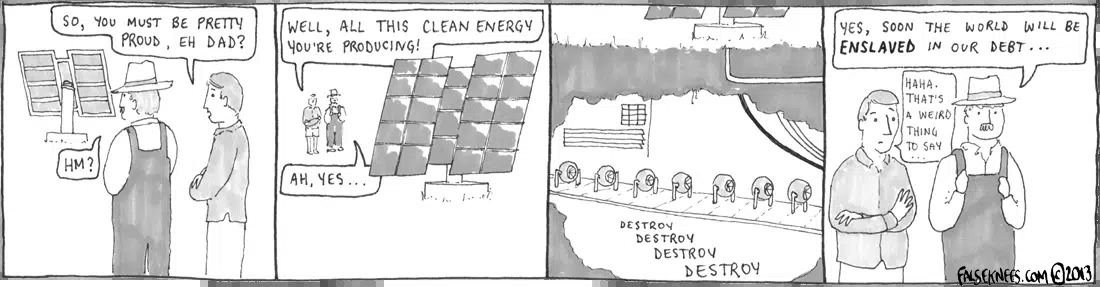 SO, YOU MUST BE PRETTY
PROUD, EH DAD?
HM?
WELL, ALL THIS CLEAN ENERGY
YOU'RE PRODUCING!
AH, YES...
DESTROY
DESTROY
DESTROY
DESTROY
YES, SOON THE WORLD WILL BE
ENSLAVED IN OUR DEBT...
HAHA.
THAT'S
A WEIRD
THING
TO SAY
...
FALSEKNEES.COM © 2013